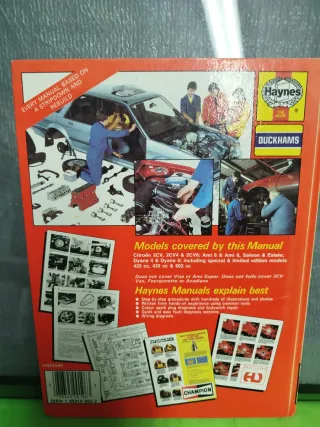 EVERY MANUAL BASED ON
A STRIPDOWN AND
REBUILD
Haynes
DUCKHAMS
Models covered by this Manual
Citroën 2CV, 2CV4 & 2CV6; Ami 6 & Ami 8, Saloon & Estate;
Dyane 4 & Dyane 6; including special & limited edition models
425 cc, 435 cc & 602 cc
Does not cover Visa or Ami Super. Does not fully cover 2CV
Van, Fourgonnette or Acadiane
Haynes Manuals explain best
Step by step procedure with hundreds of illustrations and photos
Written from hands-on experience using common tools
Colour spark plug diagnosis and bodywork repair
Quick and easy fault diagnosis sections
Wiring diagrams
CHAMPION